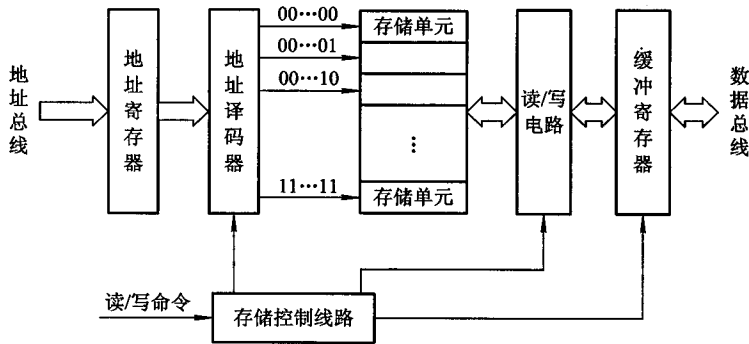 地址总线
地址寄存器
地址译码器
00…00
00…01
00…10
11…11
存储单元
⋮
存储单元
读/写
电路
缓冲寄存器
数据总线
读/写命令
存储控制线路